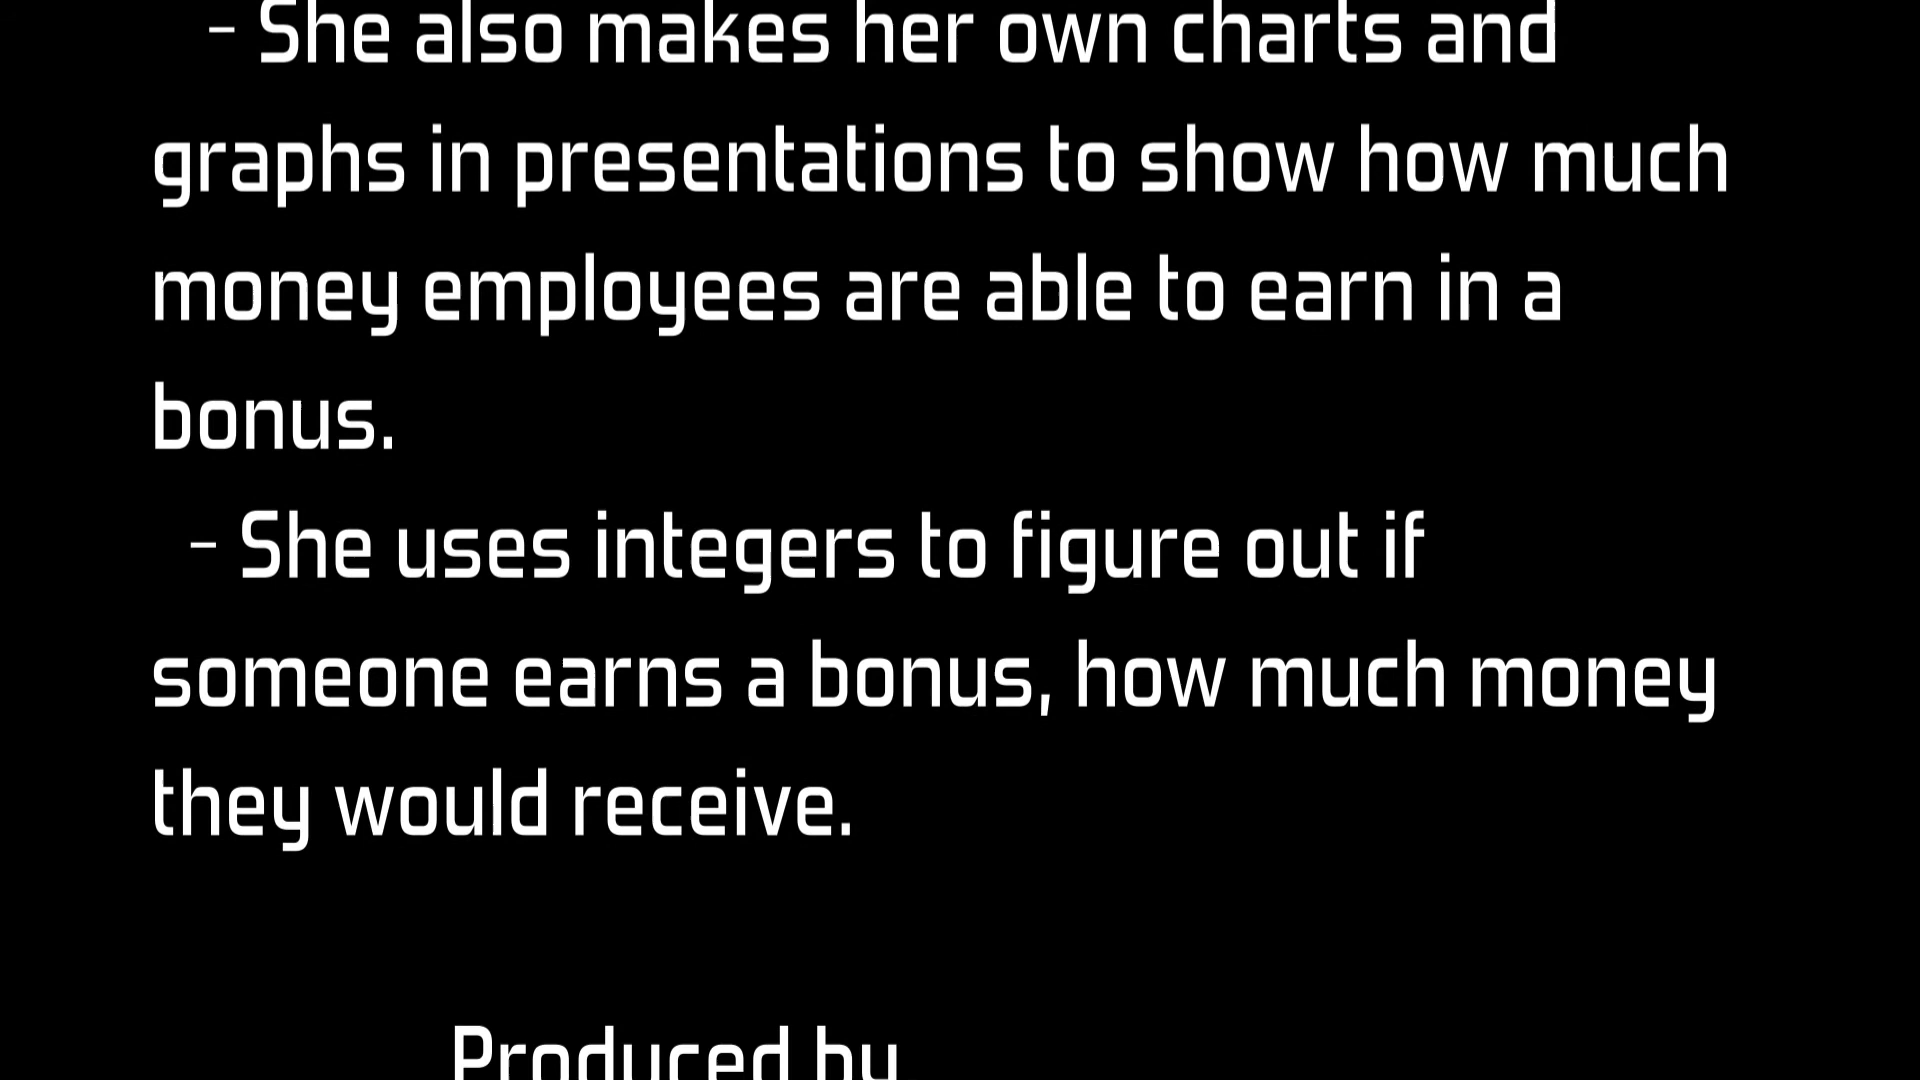 - She also makes her own charts and
graphs in presentations to show how much
money employees are able to earn in a
bonus.
- She uses integers to figure out if
someone earns a bonus, how much money
they would receive.
Produced by